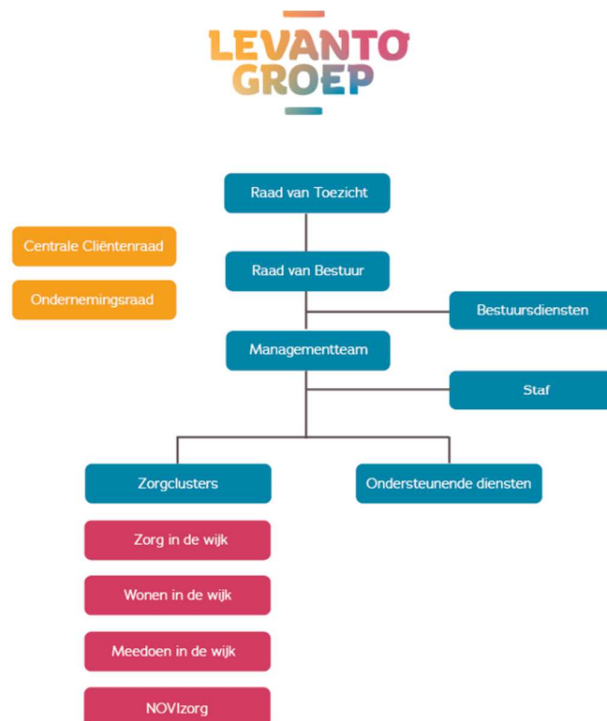 LEVANTO
GROEP
Raad van Toezicht
Centrale Cliëntenraad
Raad van Bestuur
Ondernemingsraad
Bestuursdiensten
Managementteam
Staf
Zorgclusters
Ondersteunende diensten
Zorg in de wijk
Wonen in de wijk
Meedoen in de wijk
NOVIzorg